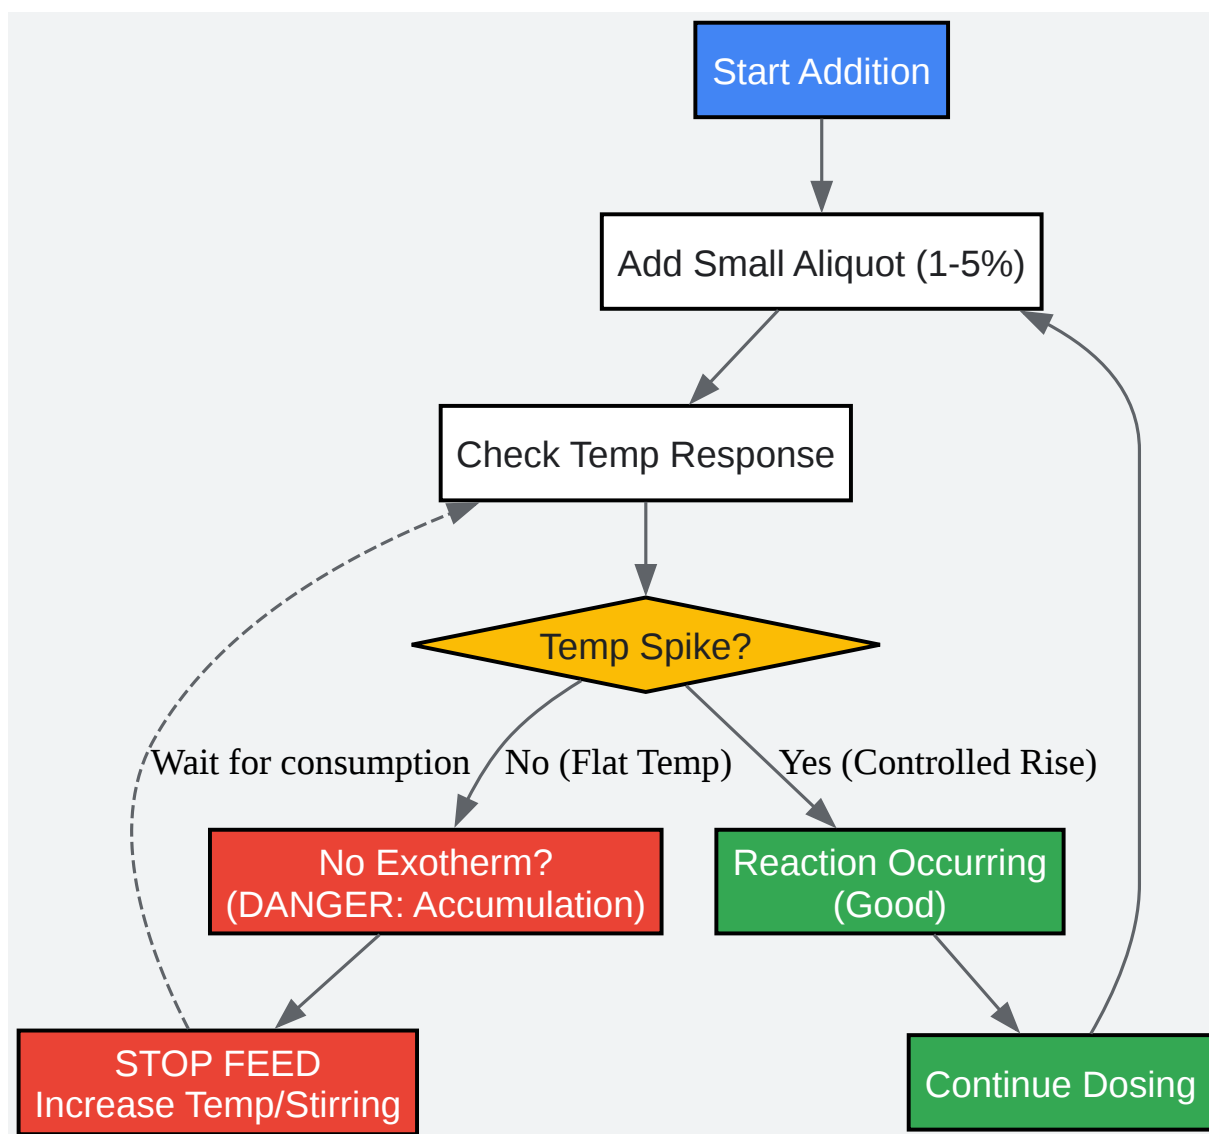 Start Addition
Add Small Aliquot (1-5%)
Check Temp Response
Temp Spike?
Wait for consumption
No (Flat Temp)
Yes (Controlled Rise)
No Exotherm?
(DANGER: Accumulation)
Reaction Occurring
(Good)
STOP FEED
Increase Temp/Stirring
Continue Dosing